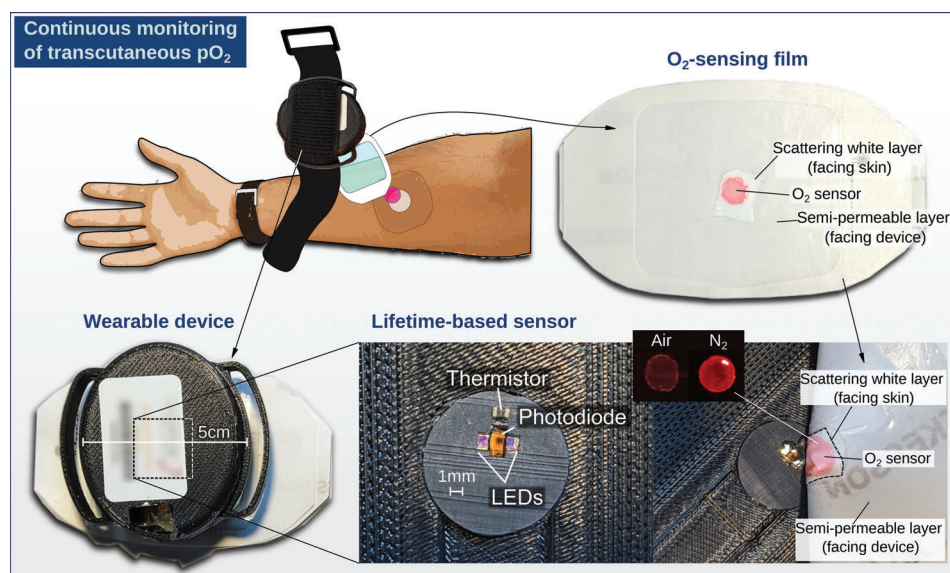 Continuous monitoring
of transcutaneous pO₂
O₂-sensing film
Scattering white layer
(facing skin)
O₂ sensor
Semi-permeable layer
(facing device)
Wearable device
5cm
Lifetime-based sensor
Thermistor
Photodiode
LEDs
1mm
Air N₂
Scattering white layer
(facing skin)
O₂ sensor
Semi-permeable layer
(facing device)